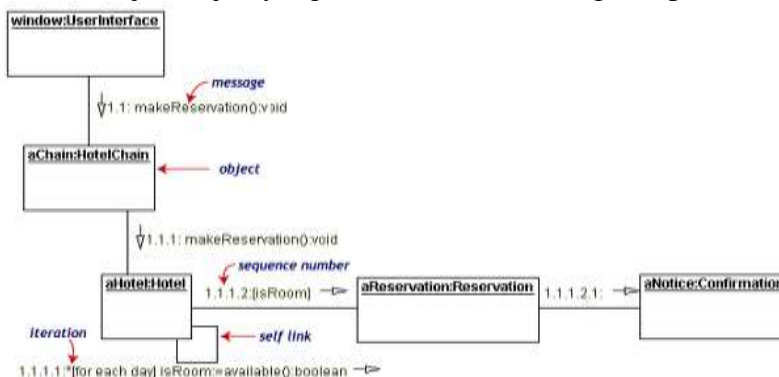 window:UserInterface
message
1.1: makeReservation():void
aChain:HotelChain
object
1.1.1: makeReservation():void
sequence number
aHotel:Hotel
1.1.1.2:[isRoom]
aReservation:Reservation
1.1.1.2.1:
aNotice:Confirmation
iteration
self link
1.1.1.1:*[for each day] isRoom:=available():boolean